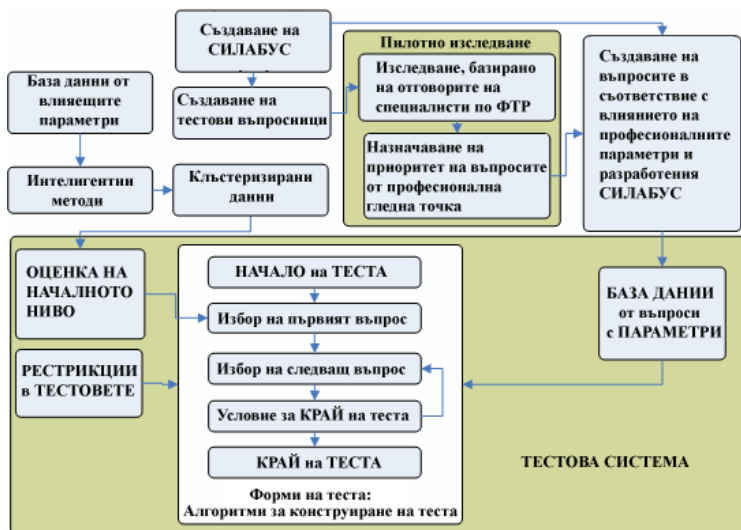 Създаване на
СИЛАБУС
Пилотно изследване
Изследване, базирано
на отговорите на
специалисти по ФТР
Назначаване на
приоритет на въпросите
от професионална
гледна точка
Създаване на
въпросите в
съответствие с
влиянието на
професионалните
параметри и
разработения
СИЛАБУС
База данни от
влияещите
параметри
Създаване на
тестови въпросници
Интелигентни
методи
Клъстеризирани
данни
ОЦЕНКА НА
НАЧАЛНОТО
НИВО
РЕСТРИКЦИИ
в ТЕСТОВЕТЕ
НАЧАЛО на ТЕСТА
Избор на първият въпрос
Избор на следващ въпрос
Условие за КРАЙ на теста
КРАЙ на ТЕСТА
Форми на теста:
Алгоритми за конструиране на теста
БАЗА ДАНИИ
от въпроси
с ПАРАМЕТРИ
ТЕСТОВА СИСТЕМА